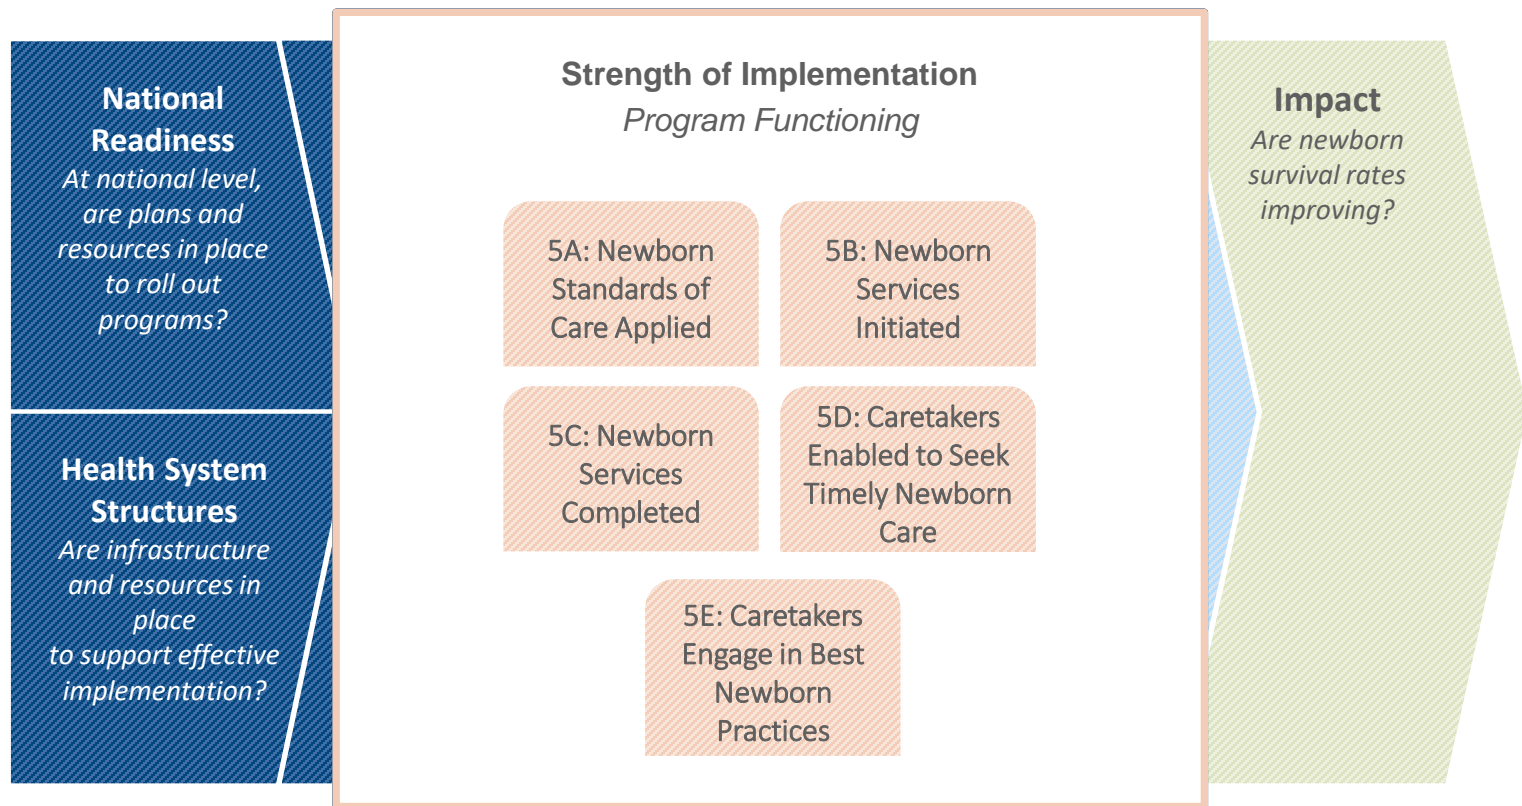 National
Readiness
At national level,
are plans and
resources in place
to roll out
programs?
Health System
Structures
Are infrastructure
and resources in
place
to support effective
implementation?
Strength of Implementation
Program Functioning
5A: Newborn
Standards of
Care Applied
5B: Newborn
Services
Initiated
5C: Newborn
Services
Completed
5D: Caretakers
Enabled to Seek
Timely Newborn
Care
5E: Caretakers
Engage in Best
Newborn
Practices
Impact
Are newborn
survival rates
improving?